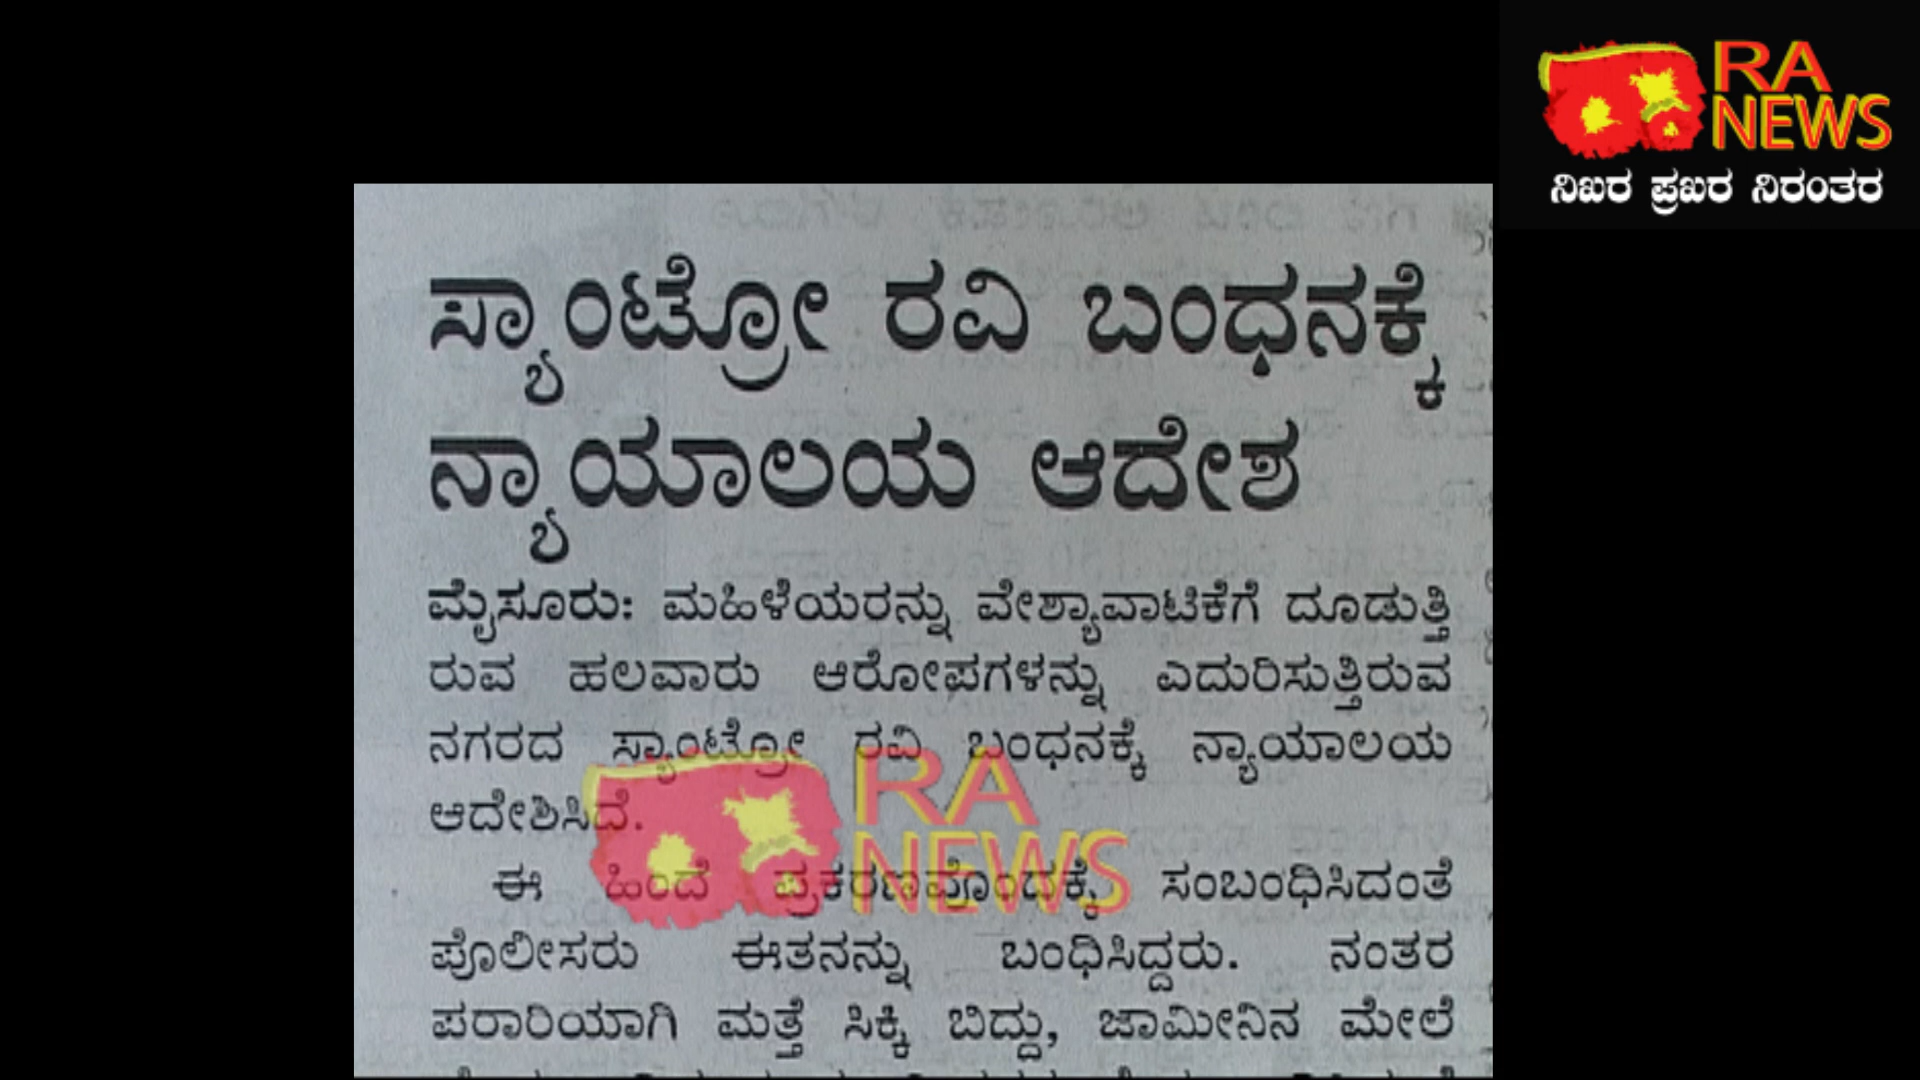 RA
NEWS
ನಿಖರ ಪ್ರಖರ ನಿರಂತರ
ಸ್ಯಾಂಟ್ರೋ ರವಿ ಬಂಧನಕ್ಕೆ
ನ್ಯಾಯಾಲಯ ಆದೇಶ
ಮೈಸೂರು: ಮಹಿಳೆಯರನ್ನು ವೇಶ್ಯಾವಾಟಿಕೆಗೆ ದೂಡುತ್ತಿ
ರುವ ಹಲವಾರು ಆರೋಪಗಳನ್ನು ಎದುರಿಸುತ್ತಿರುವ
ನಗರದ ಸ್ಯಾಂಟ್ರೋ ರವಿ ಬಂಧನಕ್ಕೆ ನ್ಯಾಯಾಲಯ
ಆದೇಶಿಸಿದೆ.
RA
NEWS
ಈ ಹಿಂದೆ ಪ್ರಕರಣವೊಂದಕ್ಕೆ ಸಂಬಂಧಿಸಿದಂತೆ
ಪೊಲೀಸರು ಈತನನ್ನು ಬಂಧಿಸಿದ್ದರು. ನಂತರ
ಪರಾರಿಯಾಗಿ ಮತ್ತೆ ಸಿಕ್ಕಿ ಬಿದ್ದು, ಜಾಮೀನಿನ ಮೇಲೆ